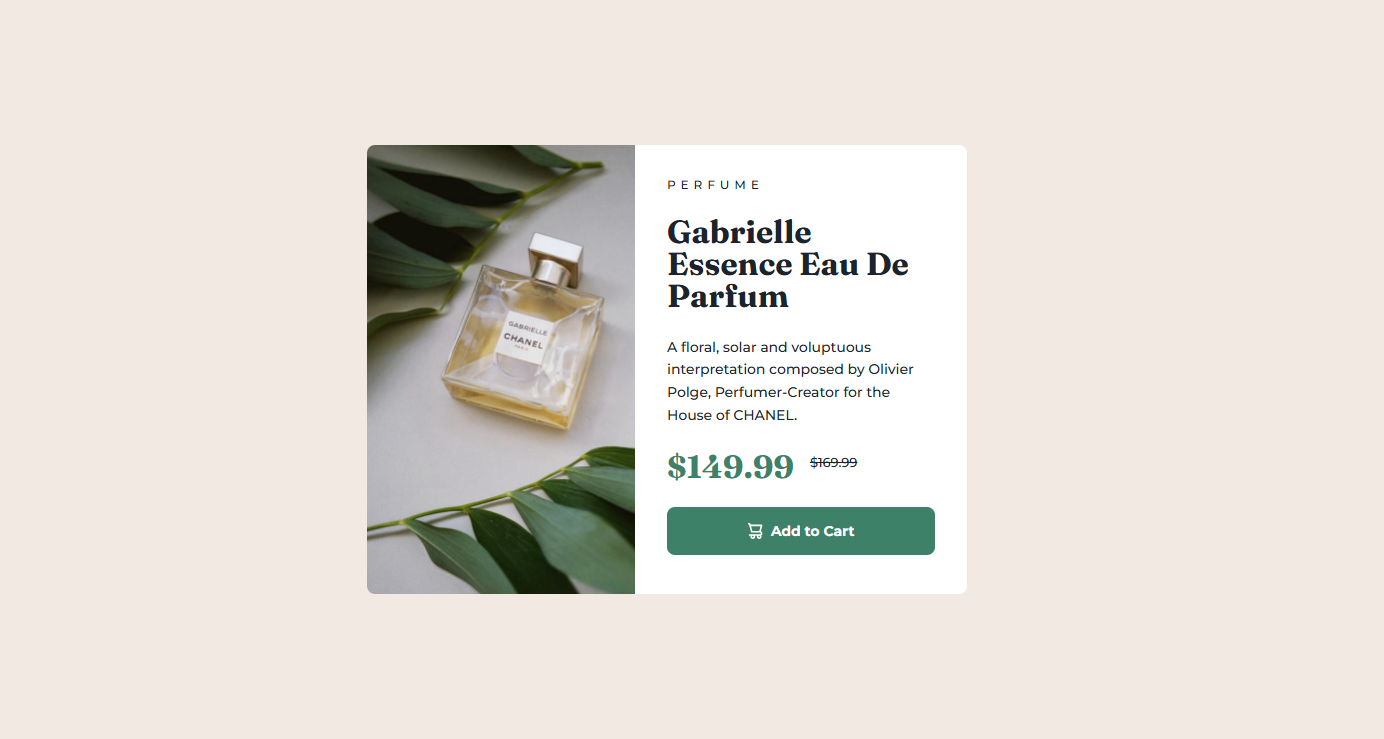 PERFUME
Gabrielle
Essence Eau De
Parfum
A floral, solar and voluptuous
interpretation composed by Olivier
Polge, Perfumer-Creator for the
House of CHANEL.
$149.99 $169.99
Add to Cart
GABRIELLE
CHANEL
PARIS